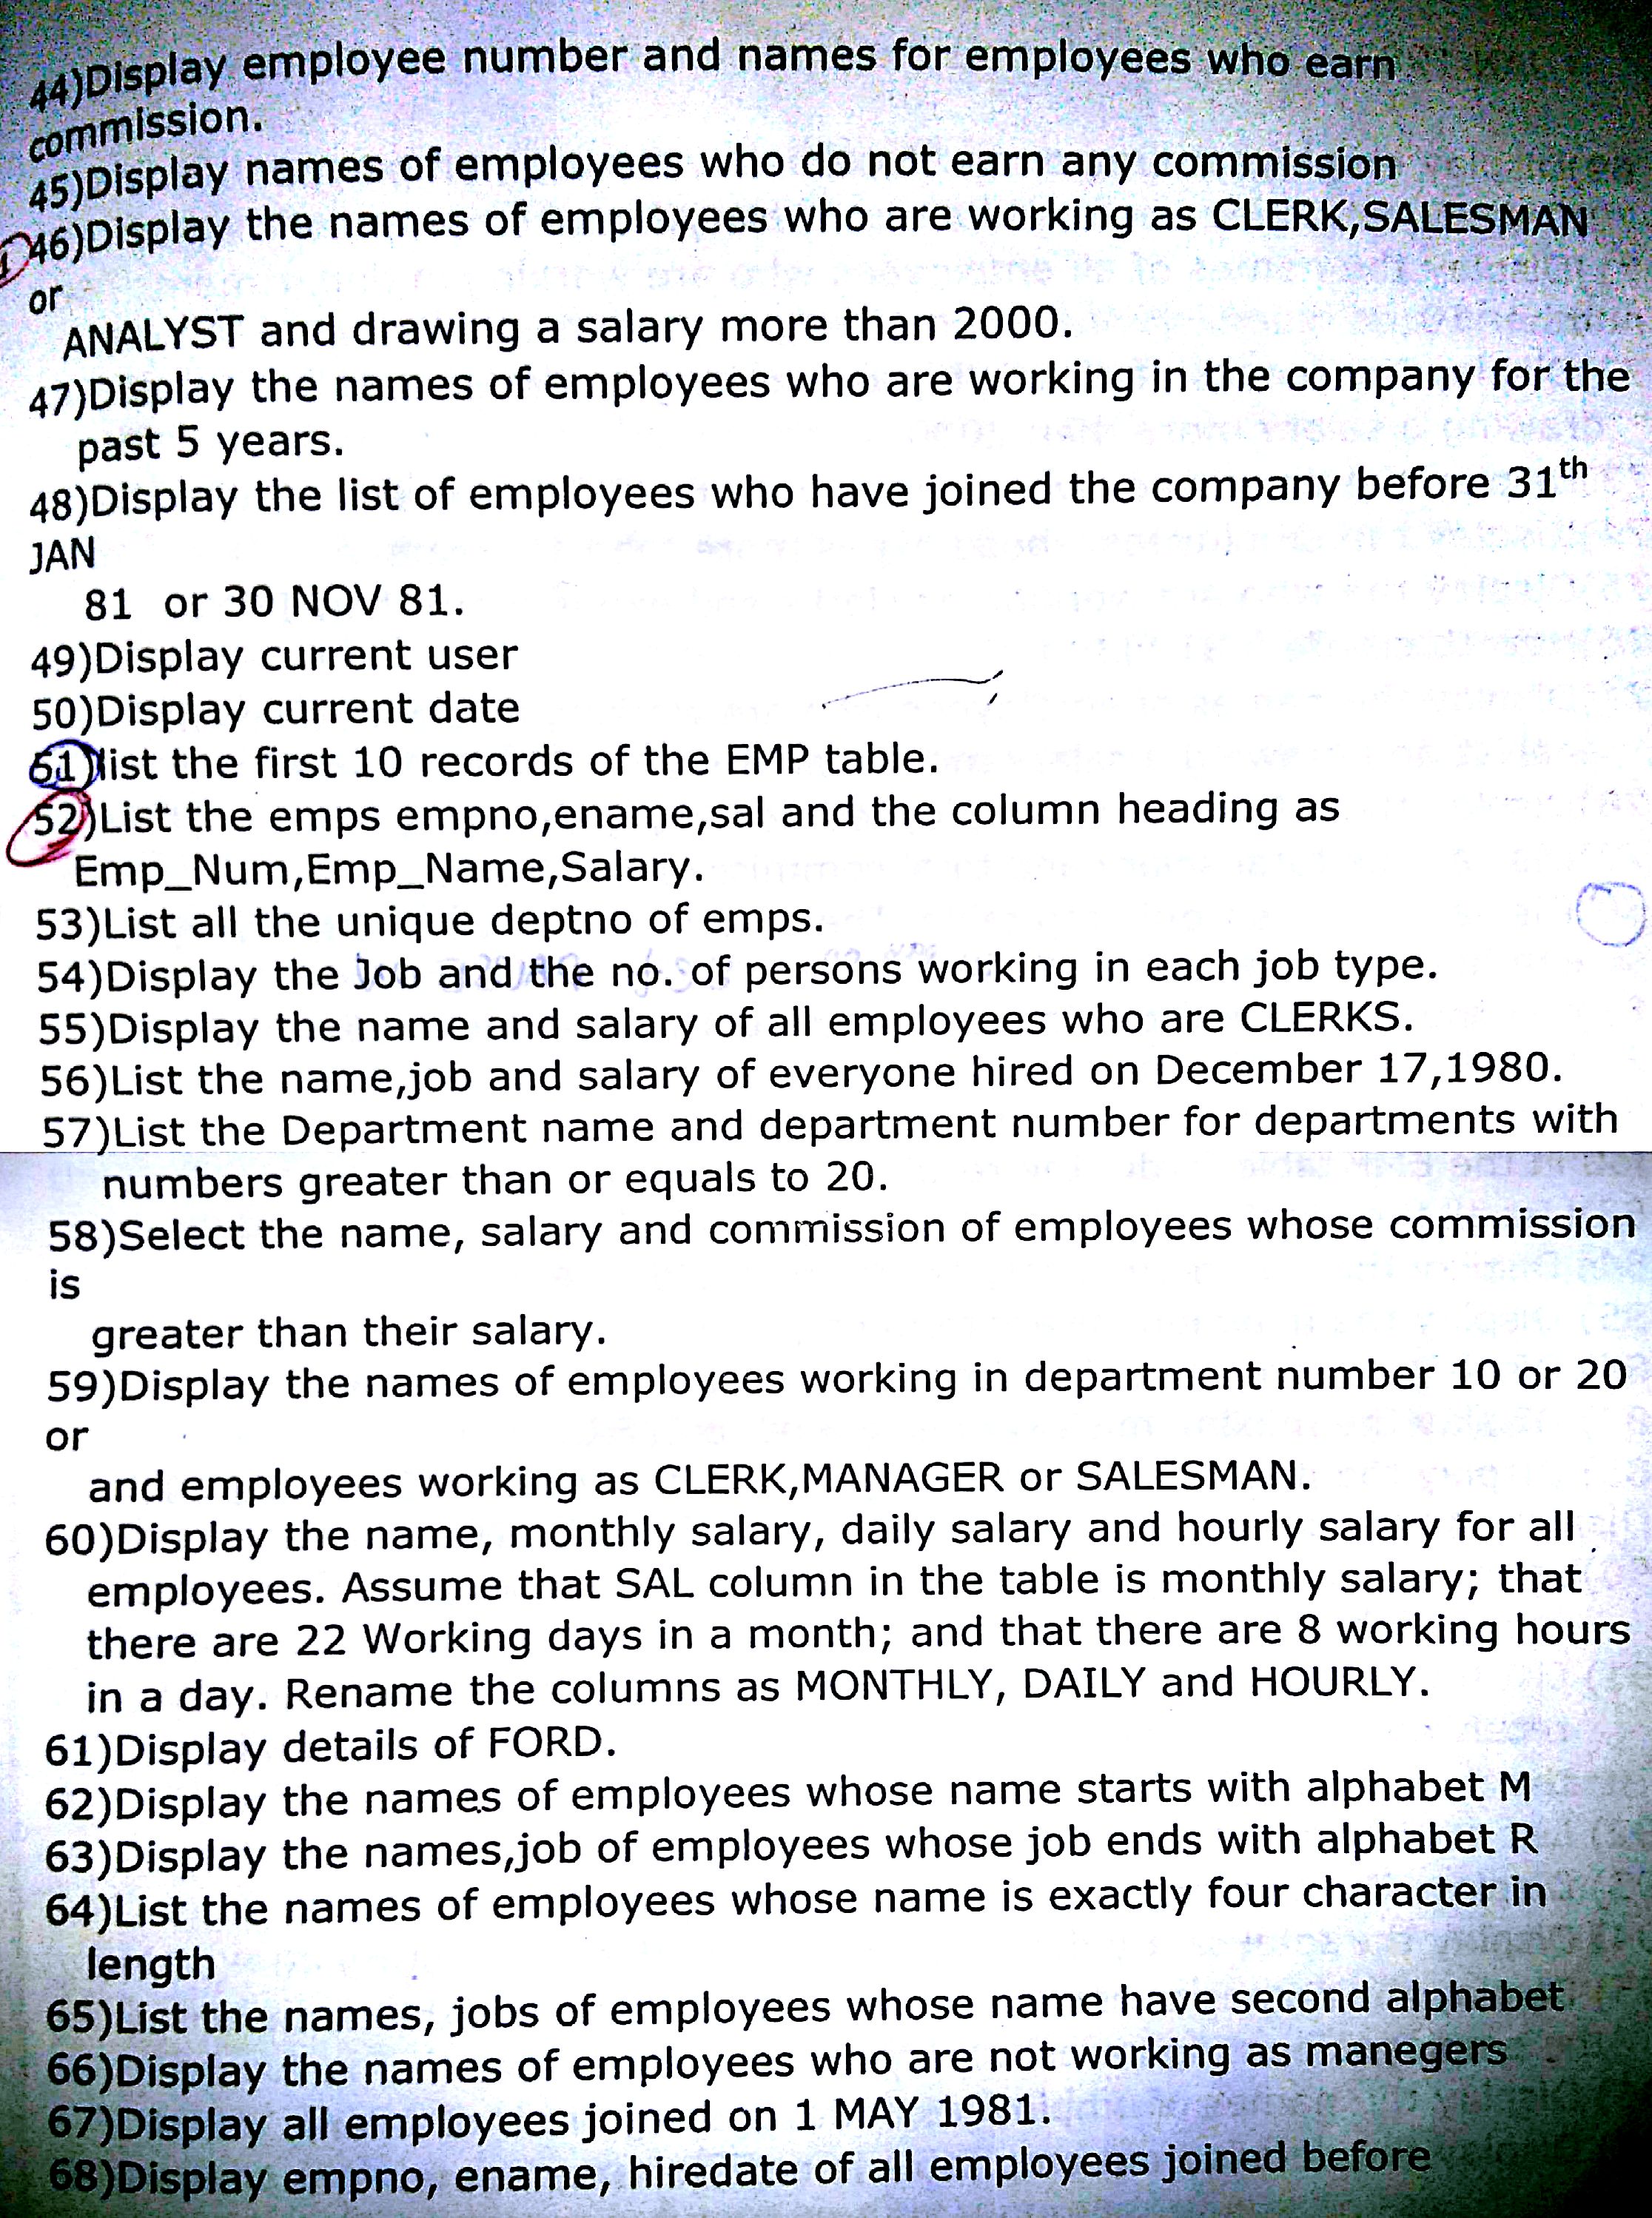 44)Display employee number and names for employees who earn
commission.
45)Display names of employees who do not earn any commission
46)Display the names of employees who are working as CLERK,SALESMAN
or
ANALYST and drawing a salary more than 2000.
47)Display the names of employees who are working in the company for the
past 5 years.
48)Display the list of employees who have joined the company before 31th
JAN
81 or 30 NOV 81.
49)Display current user
50)Display current date
51)list the first 10 records of the EMP table.
52)List the emps empno,ename,sal and the column heading as
Emp_Num,Emp_Name,Salary.
53)List all the unique deptno of emps.
54)Display the Job and the no. of persons working in each job type.
55)Display the name and salary of all employees who are CLERKS.
56)List the name,job and salary of everyone hired on December 17,1980.
57)List the Department name and department number for departments with
numbers greater than or equals to 20.
58)Select the name, salary and commission of employees whose commission
is
greater than their salary.
59)Display the names of employees working in department number 10 or 20
or
and employees working as CLERK,MANAGER or SALESMAN.
60)Display the name, monthly salary, daily salary and hourly salary for all
employees. Assume that SAL column in the table is monthly salary; that
there are 22 Working days in a month; and that there are 8 working hours
in a day. Rename the columns as MONTHLY, DAILY and HOURLY.
61)Display details of FORD.
62)Display the names of employees whose name starts with alphabet M
63)Display the names,job of employees whose job ends with alphabet R
64)List the names of employees whose name is exactly four character in
length
65)List the names, jobs of employees whose name have second alphabet
66)Display the names of employees who are not working as manegers
67)Display all employees joined on 1 MAY 1981.
68)Display empno, ename, hiredate of all employees joined before